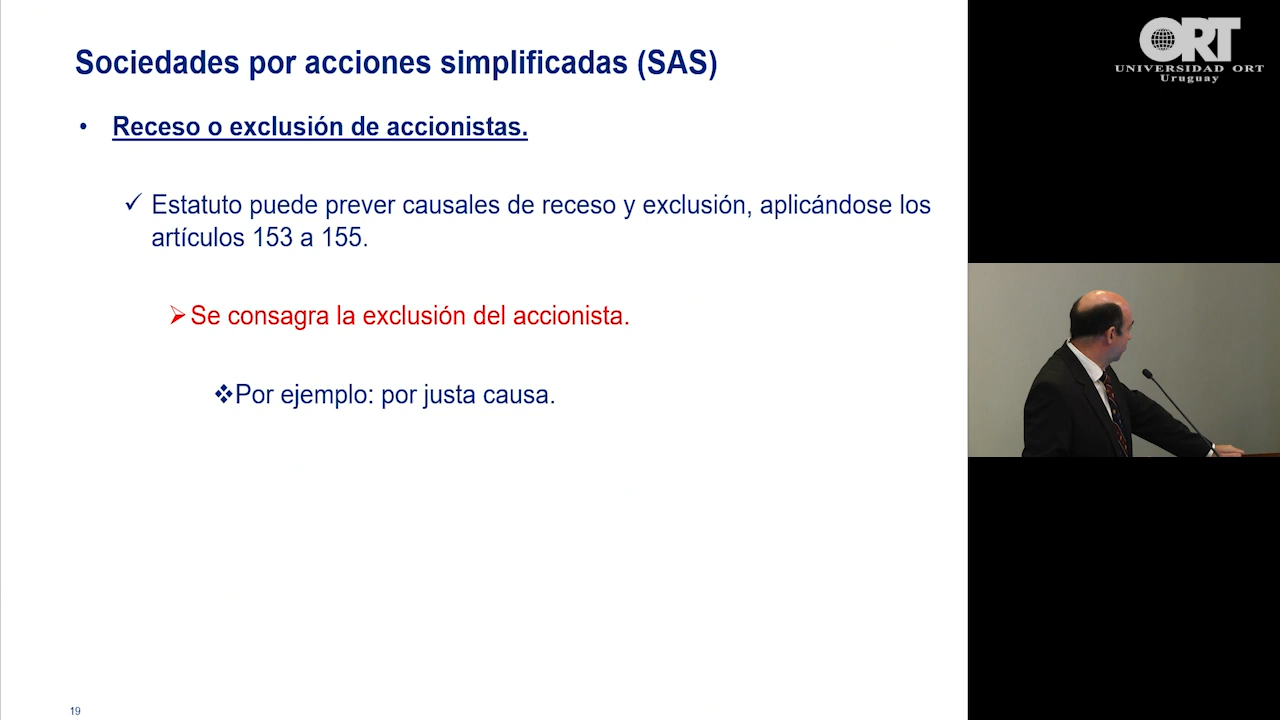 Sociedades por acciones simplificadas (SAS)
• Receso o exclusión de accionistas.
✓ Estatuto puede prever causales de receso y exclusión, aplicándose los
artículos 153 a 155.
➢ Se consagra la exclusión del accionista.
❖ Por ejemplo: por justa causa.
19
ORT
UNIVERSIDAD ORT
Uruguay